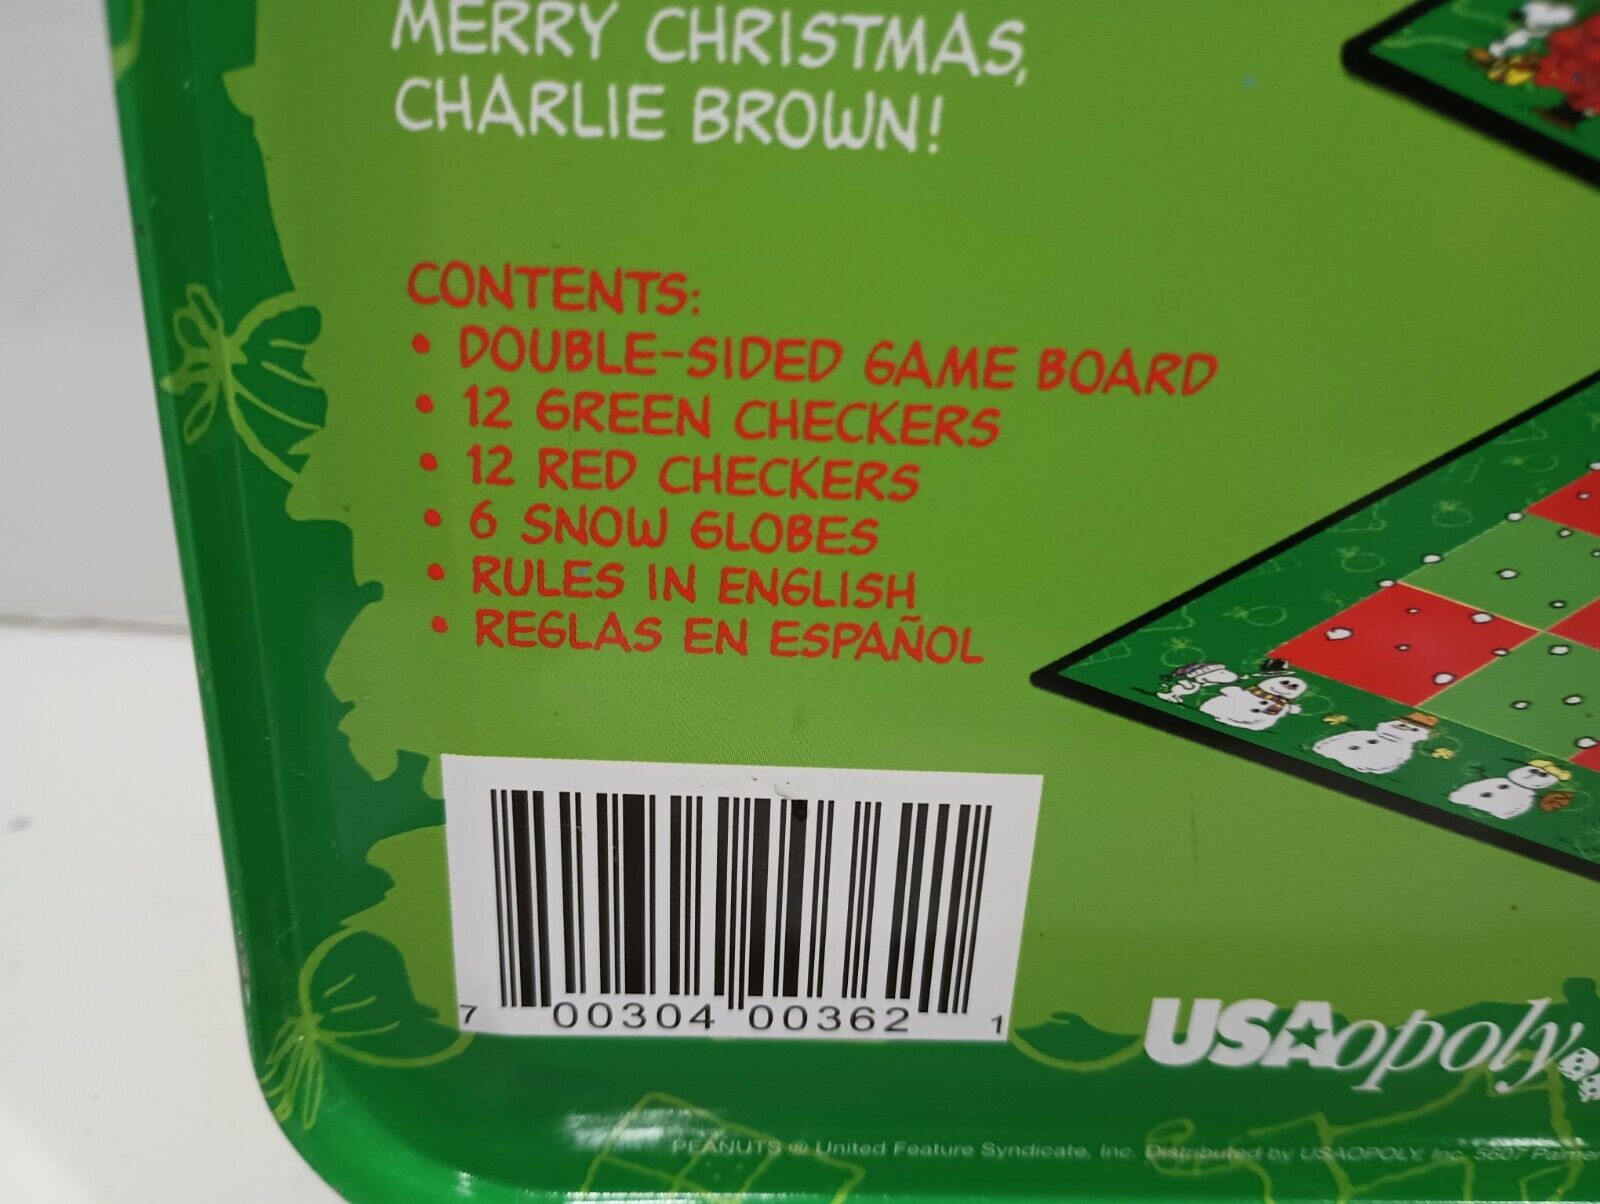 MERRY CHRISTMAS,
CHARLIE BROWN!
CONTENTS:
• DOUBLE-SIDED GAME BOARD
• 12 GREEN CHECKERS
• 12 RED CHECKERS
• 6 SNOW GLOBES
• RULES IN ENGLISH
• REGLAS EN ESPAÑOL
7 00304 00362 1
USAopoly
PEANUTS ® United Feature Syndicate, Inc. Distributed by USAOPOLY, Inc. 5607 Palmer